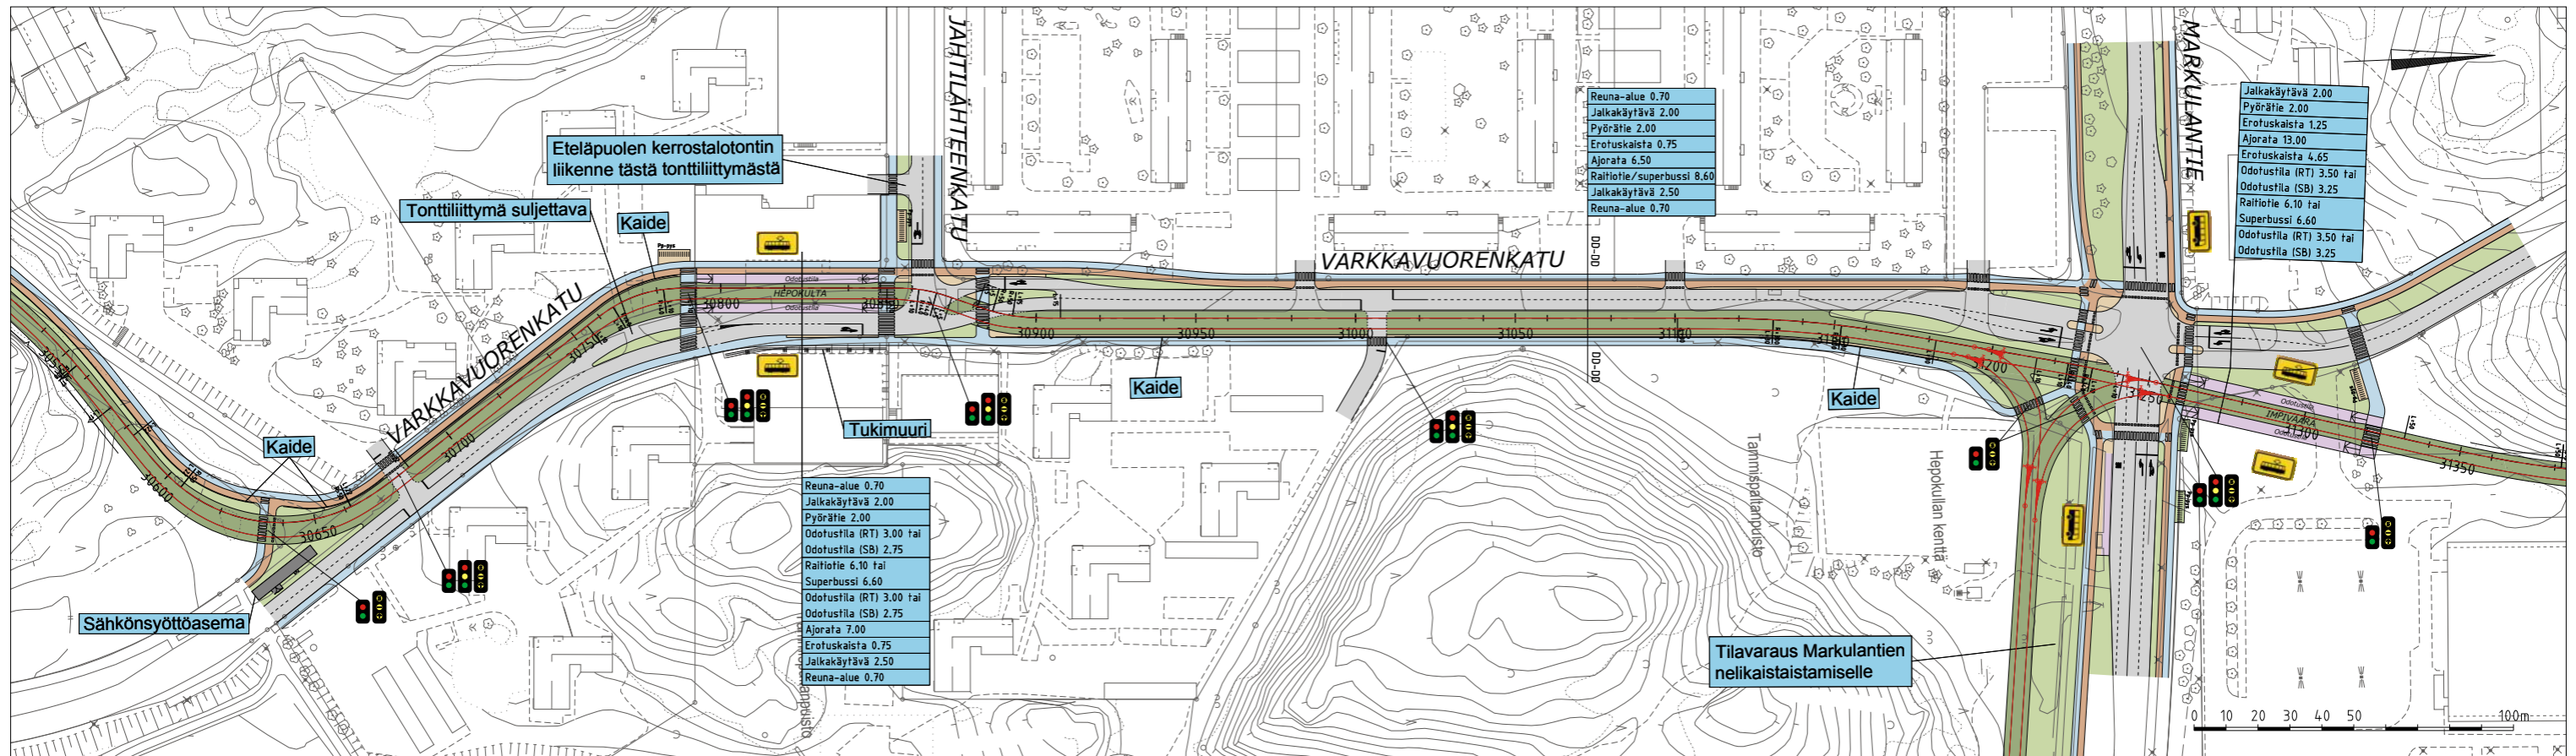 JÄHTILÄHTEENKATU
MARKULANTIE
Jalkakäytävä 2.00
Pyörätie 2.00
Erotuskaista 1.25
Ajorata 13.00
Erotuskaista 4.65
Odotustila (RT) 3.50 tai
Odotustila (SB) 3.25
Raitiotie 6.10 tai
Superbussi 6.60
Odotustila (RT) 3.50 tai
Odotustila (SB) 3.25
Reuna-alue 0.70
Jalkakäytävä 2.00
Pyörätie 2.00
Erotuskaista 0.75
Ajorata 6.50
Raitiotie/superbussi 8.60
Jalkakäytävä 2.50
Reuna-alue 0.70
Eteläpuolen kerrostalotontin
liikenne tästä tonttiliittymästä
Tonttiliittymä suljettava
Kaide
VARKKAVUORENKATU
DD-DD
DD-DD
Odotustila
HEPOKULTA
Odotustila
30800
30900
30950
31000
31050
31200
31250
31300
31350
Odotustila
IMPIVAARA
Odotustila
VARKKAVUORENKATU
30750
30700
30650
30600
Kaide
Kaide
Kaide
Tukimuuri
Reuna-alue 0.70
Jalkakäytävä 2.00
Pyörätie 2.00
Odotustila (RT) 3.00 tai
Odotustila (SB) 2.75
Raitiotie 6.10 tai
Superbussi 6.60
Odotustila (RT) 3.00 tai
Odotustila (SB) 2.75
Ajorata 7.00
Erotuskaista 0.75
Jalkakäytävä 2.50
Reuna-alue 0.70
Tammispaltanpuisto
Hepokullan kenttä
Sähkönsyöttöasema
Tilavaraus Markulantien
nelikaistaistamiselle
0 10 20 30 40 50 100m